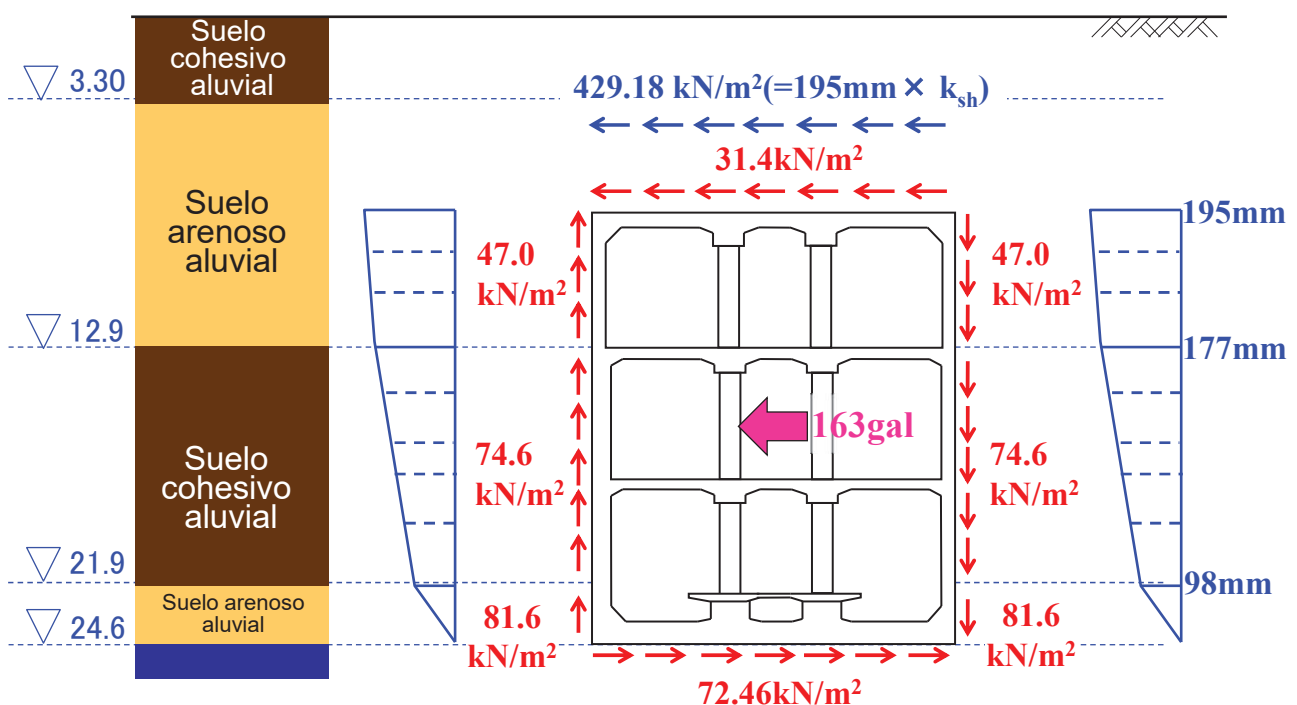 Suelo
cohesivo
aluvial
3.30
429.18 kN/m²(=195mm × ksh)
31.4kN/m²
Suelo
arenoso
aluvial
195mm
47.0
kN/m²
47.0
kN/m²
12.9
177mm
163gal
Suelo
cohesivo
aluvial
74.6
kN/m²
74.6
kN/m²
21.9
98mm
Suelo arenoso
aluvial
24.6
81.6
kN/m²
81.6
kN/m²
72.46kN/m²